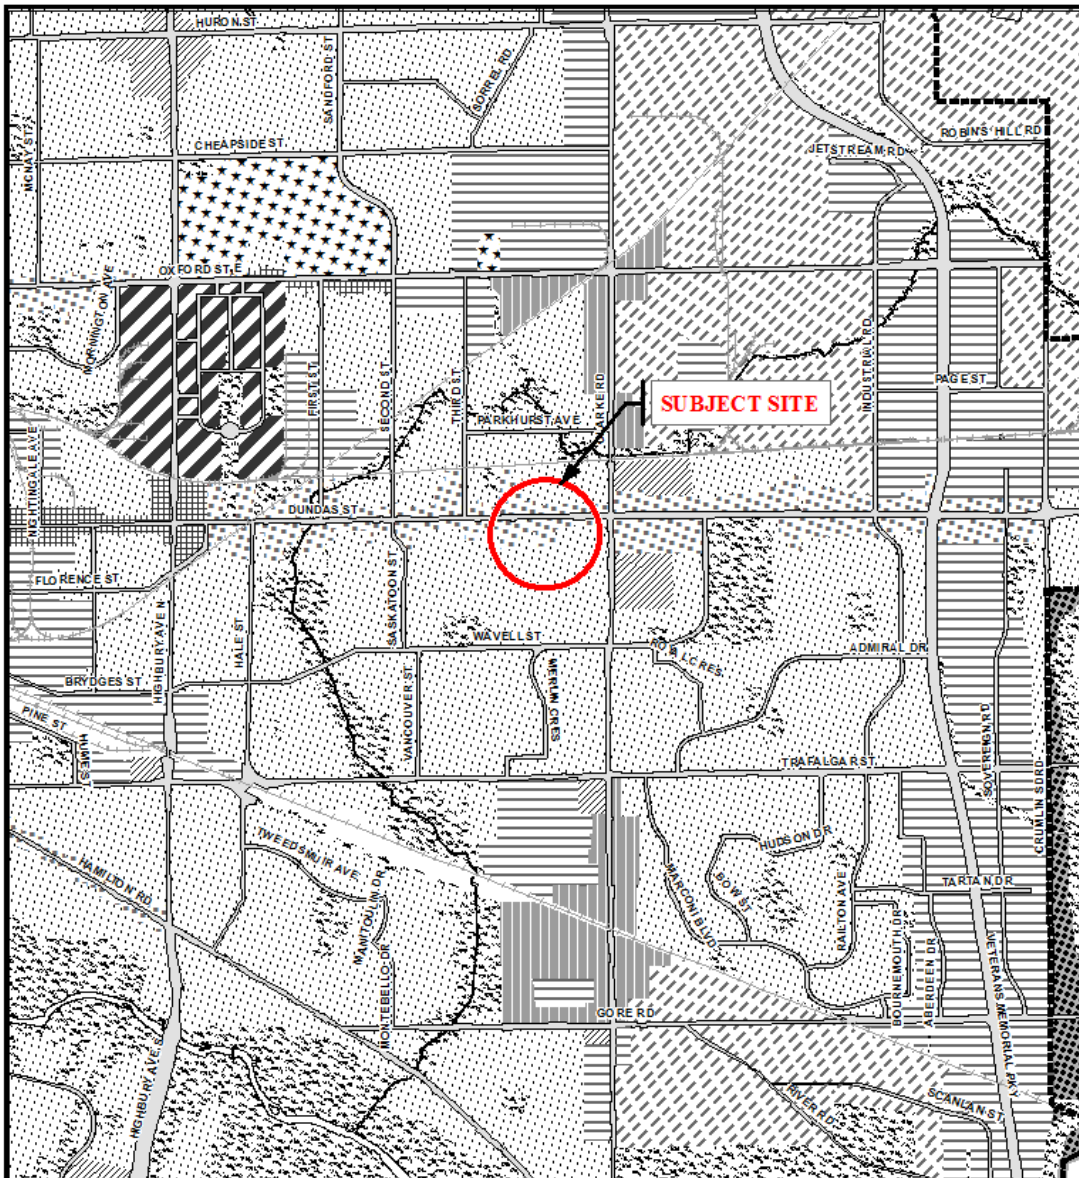 HURON ST
SANDFORD ST
SORREL RD
MCNAY ST
CHEAPSIDE ST
ROBIN'S HILL RD
JETSTREAM RD
OXFORD ST E
MORNINGTON AVE
FIRST ST
SECOND ST
THIRD ST
INDUSTRIAL RD
PAGE ST
SUBJECT SITE
PARKHURST AVE
NIGHTINGALE AVE
DUNDAS ST
FLORENCE ST
SASKATOON ST
WAVELL ST
HALE ST
HIGHBURY AVE N
ADMIRAL DR
BRYDGES ST
VANCOUVER ST
MERLIN CRES
PINE ST
HUME ST
SOVEREIGN RD
TRAFALGAR ST
CRUMLIN SDRD
TWEEDSMUIR AVE
HUDSON DR
HAMILTON RD
MANITOULIN DR
MARCONI BLVD
BOW ST
RAILTON AVE
TARTAN DR
MONTEBELLO DR
BOURNEMOUTH DR
ABERDEEN DR
VETERANS MEMORIAL PKY
GORE RD
HIGHBURY AVE S
RIVER RD
SCANLAN ST